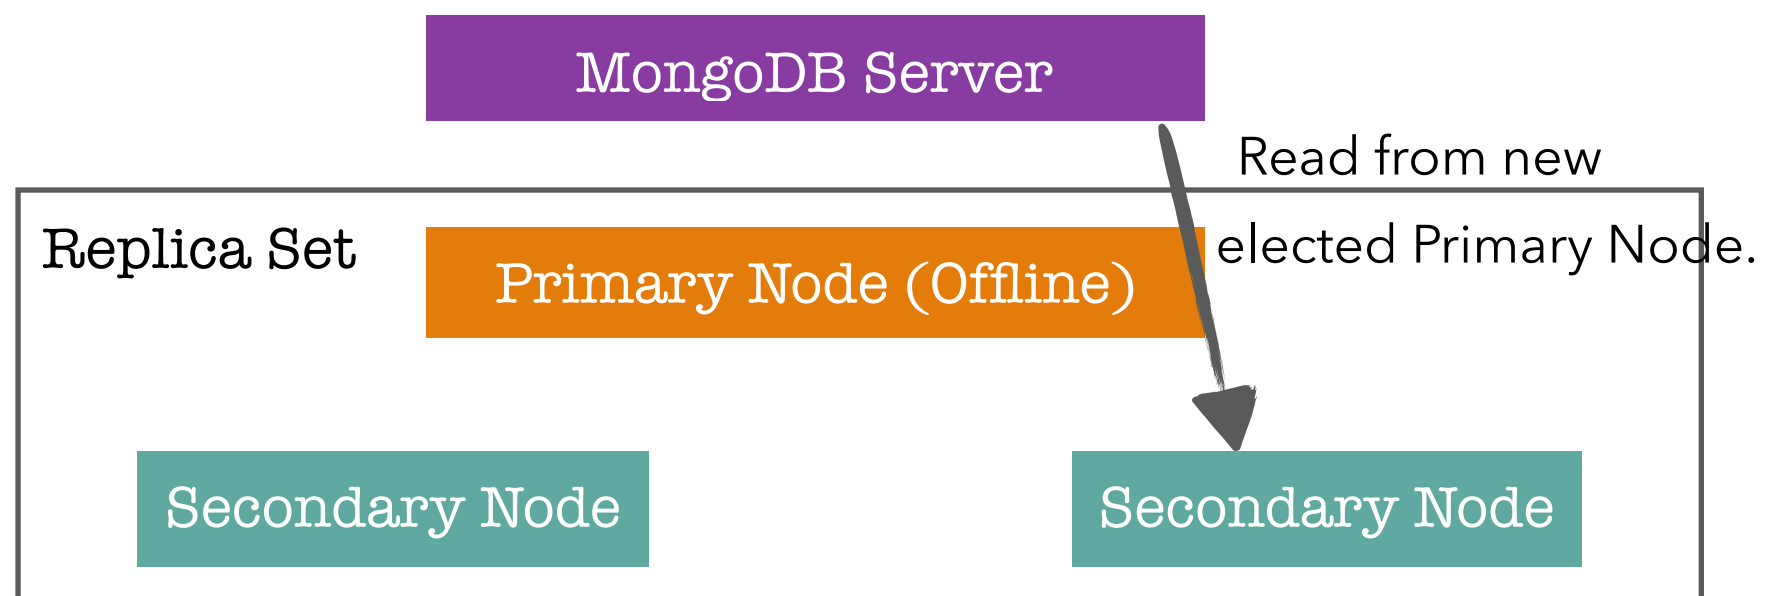 MongoDB Server
Read from new
elected Primary Node.
Replica Set
Primary Node (Offline)
Secondary Node
Secondary Node